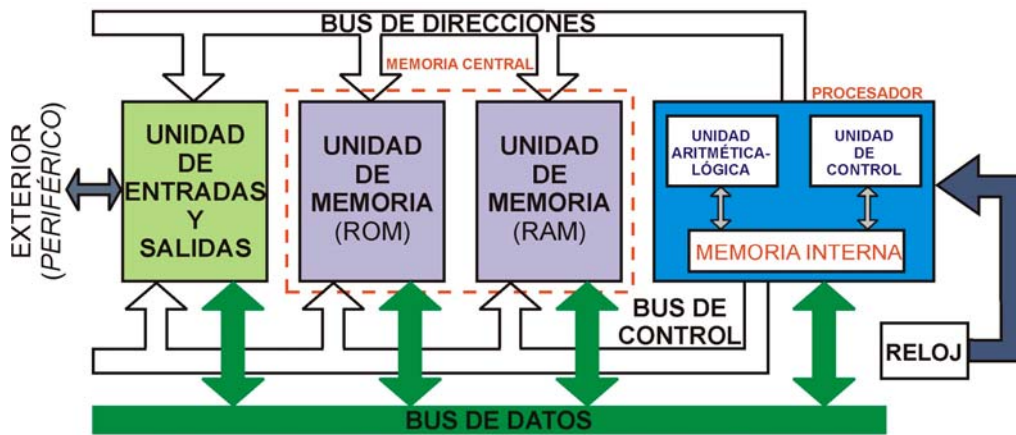 BUS DE DIRECCIONES
MEMORIA CENTRAL
PROCESADOR
EXTERIOR
(PERIFÉRICO)
UNIDAD
DE
ENTRADAS
Y
SALIDAS
UNIDAD
DE
MEMORIA
(ROM)
UNIDAD
DE
MEMORIA
(RAM)
UNIDAD
ARITMÉTICA-
LÓGICA
UNIDAD
DE
CONTROL
MEMORIA INTERNA
BUS DE
CONTROL
RELOJ
BUS DE DATOS